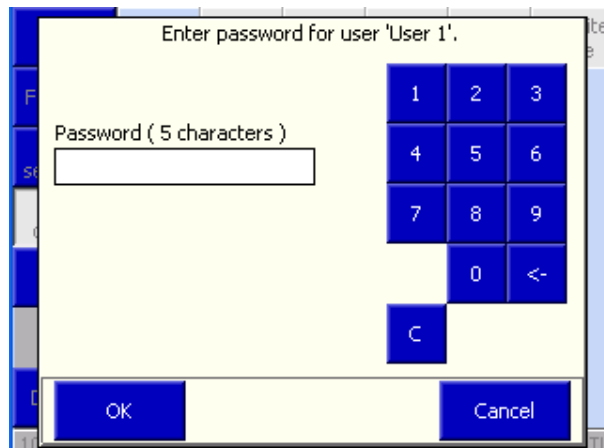 Enter password for user 'User 1'.
1 2 3
Password ( 5 characters )
4 5 6
7 8 9
0 <-
C
OK Cancel